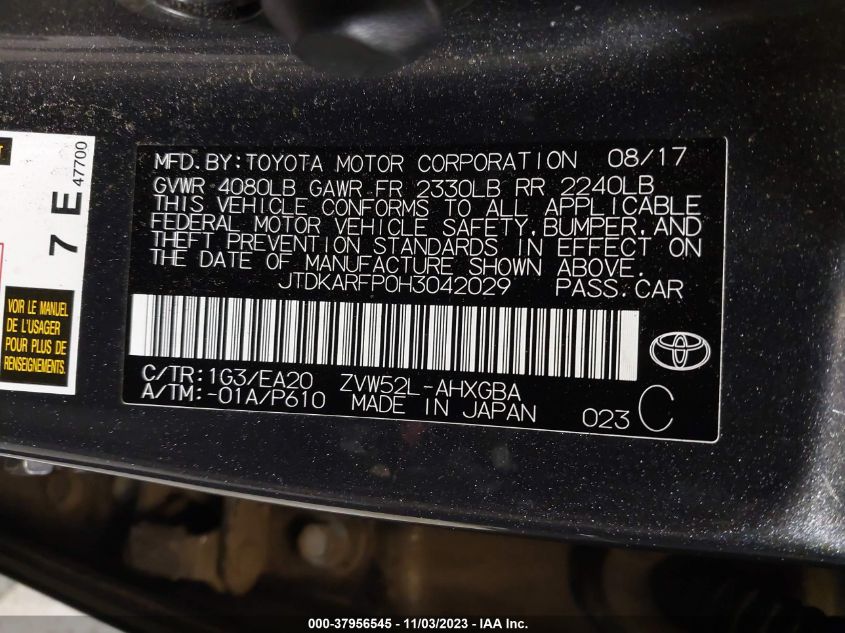 MFD. BY: TOYOTA MOTOR CORPORATION 08/17
GVWR 4080LB GAWR FR 2330LB RR 2240LB
THIS VEHICLE CONFORMS TO ALL APPLICABLE
FEDERAL MOTOR VEHICLE SAFETY, BUMPER, AND
THEFT PREVENTION STANDARDS IN EFFECT ON
THE DATE OF MANUFACTURE SHOWN ABOVE.
JTDKARFP0H3042029 PASS. CAR
C/TR: 1G3/EA20 ZVW52L-AHXGBA
A/TM: -01A/P610 MADE IN JAPAN 023 C
7 E 47700
VOIR LE MANUEL
DE L'USAGER
POUR PLUS DE
RENSEIGNEMENTS.
000-37956545 - 11/03/2023 - IAA Inc.